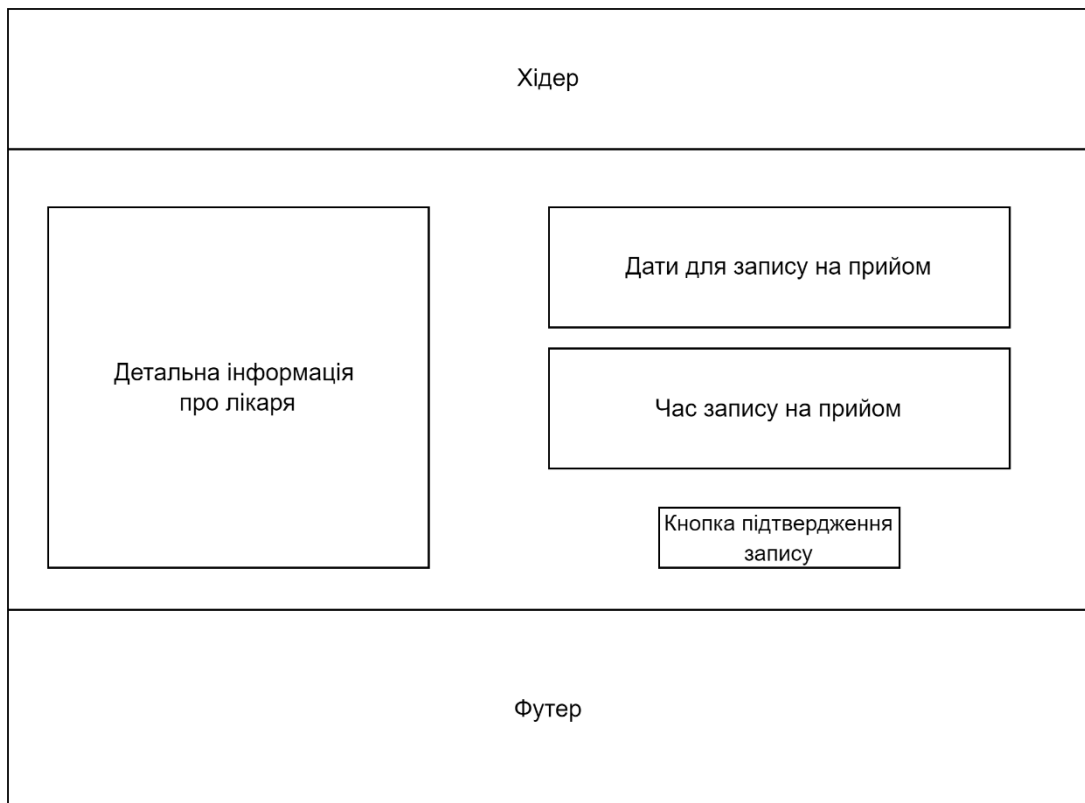 Хідер
Детальна інформація
про лікаря
Дати для запису на прийом
Час запису на прийом
Кнопка підтвердження
запису
Футер